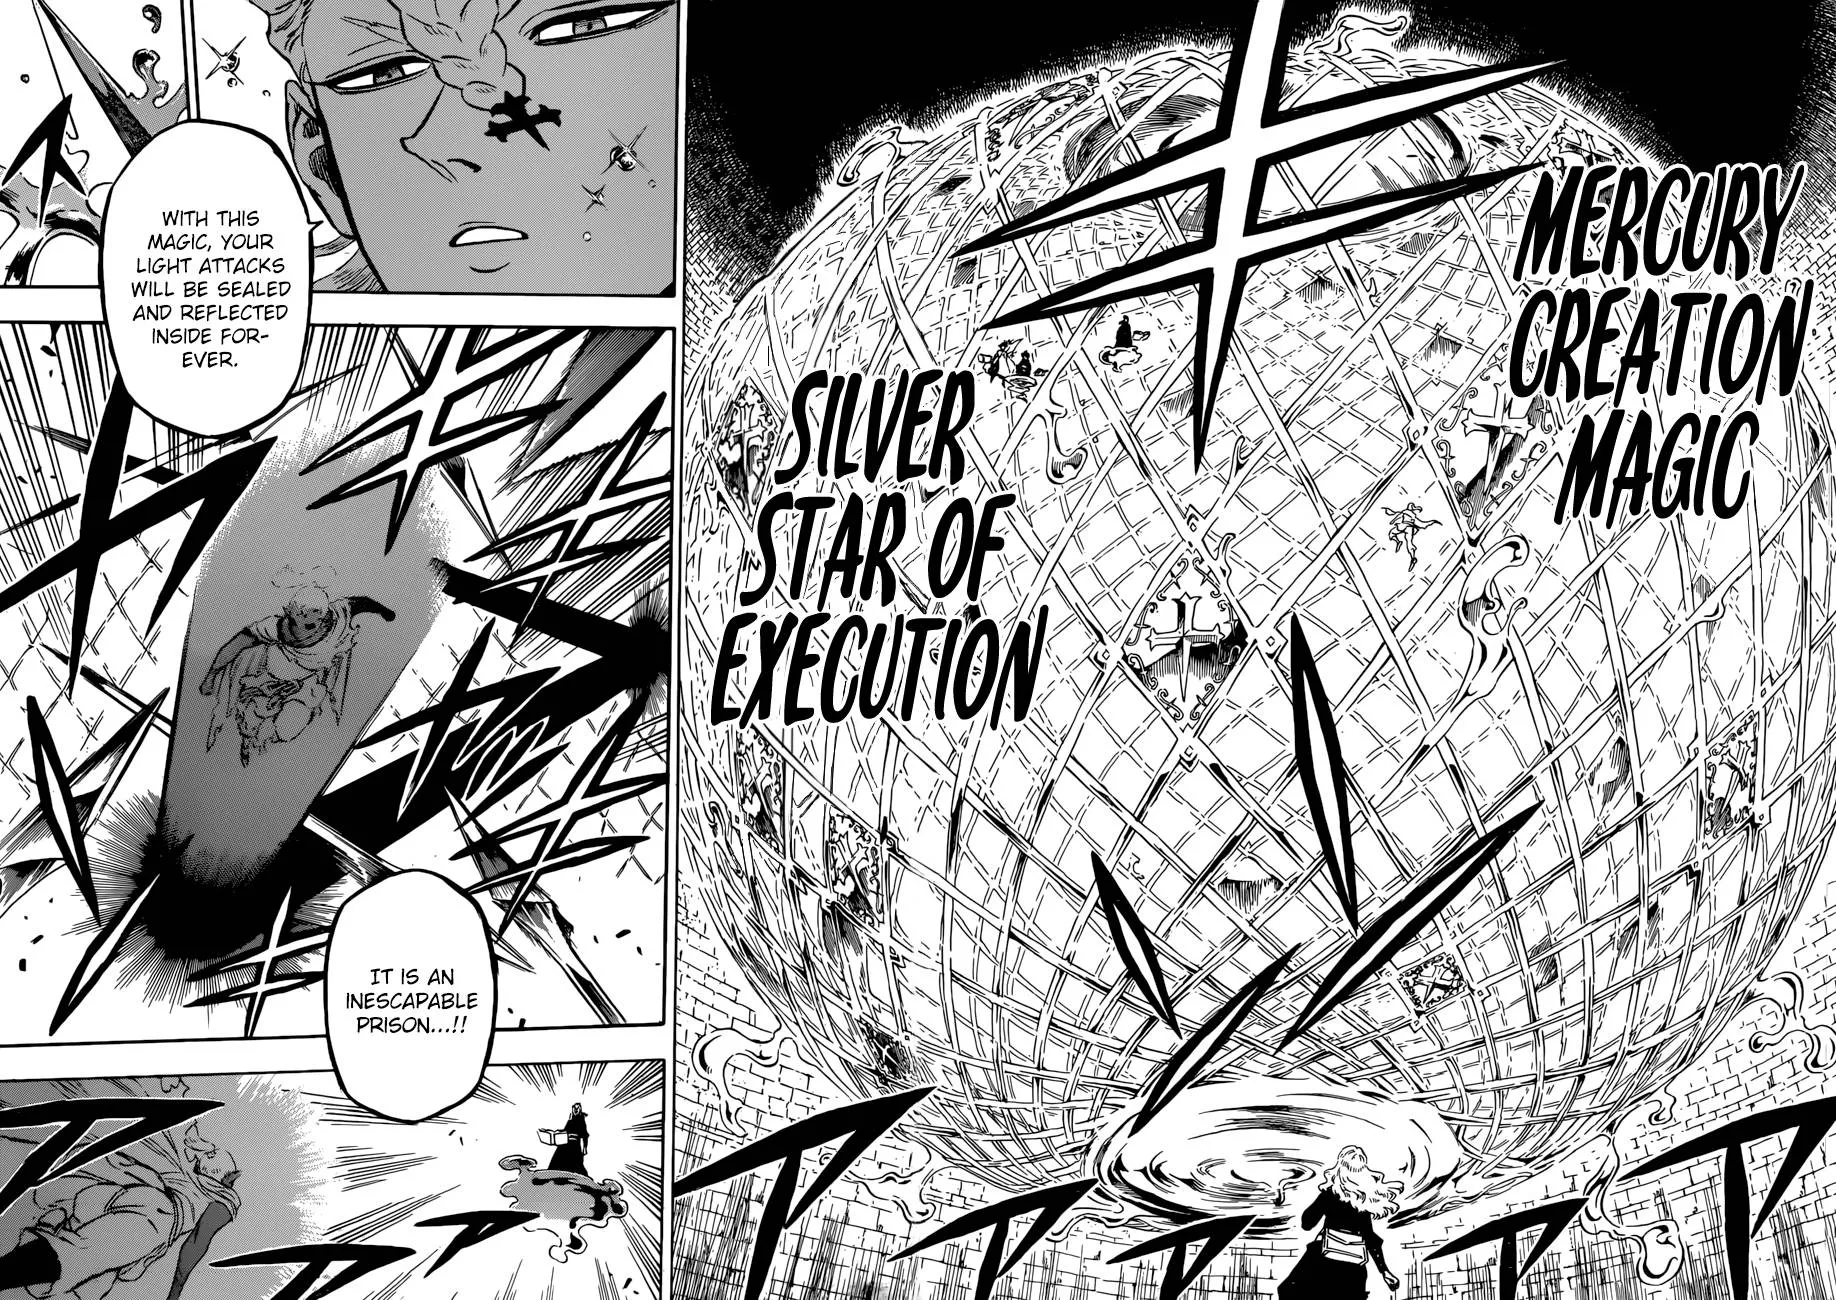 MERCURY
CREATION
MAGIC
SILVER
STAR OF
EXECUTION
WITH THIS
MAGIC, YOUR
LIGHT ATTACKS
WILL BE SEALED
AND REFLECTED
INSIDE FOR-
EVER.
IT IS AN
INESCAPABLE
PRISON...!!